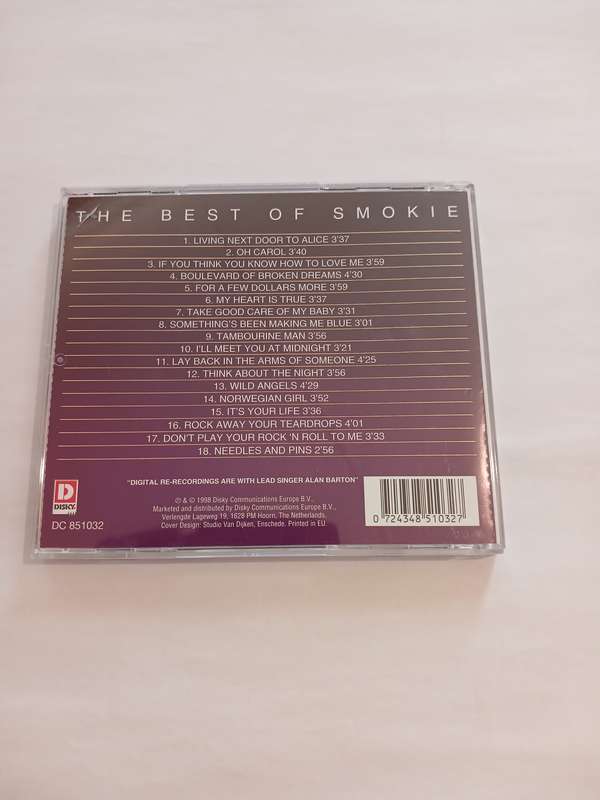 THE BEST OF SMOKIE
1. LIVING NEXT DOOR TO ALICE 3'37
2. OH CAROL 3'40
3. IF YOU THINK YOU KNOW HOW TO LOVE ME 3'59
4. BOULEVARD OF BROKEN DREAMS 4'30
5. FOR A FEW DOLLARS MORE 3'59
6. MY HEART IS TRUE 3'37
7. TAKE GOOD CARE OF MY BABY 3'31
8. SOMETHING'S BEEN MAKING ME BLUE 3'01
9. TAMBOURINE MAN 3'56
10. I'LL MEET YOU AT MIDNIGHT 3'21
11. LAY BACK IN THE ARMS OF SOMEONE 4'25
12. THINK ABOUT THE NIGHT 3'56
13. WILD ANGELS 4'29
14. NORWEGIAN GIRL 3'52
15. IT'S YOUR LIFE 3'36
16. ROCK AWAY YOUR TEARDROPS 4'01
17. DON'T PLAY YOUR ROCK 'N ROLL TO ME 3'33
18. NEEDLES AND PINS 2'56
"DIGITAL RE-RECORDINGS ARE WITH LEAD SINGER ALAN BARTON"
D
DISKY
DC 851032
℗ & © 1998 Disky Communications Europe B.V.,
Marketed and distributed by Disky Communications Europe B.V.,
Verlengde Lageweg 19, 1628 PM Hoorn, The Netherlands.
Cover Design: Studio Van Dijken, Enschede. Printed in EU.
0 724348 510327